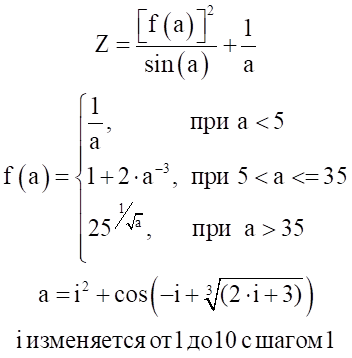 Z = [f(a)]²/sin(a) + 1/a
f(a) = { 1/a, при a < 5
1+2·a⁻³, при 5 < a <= 35
25^(1/√a), при a > 35
a = i² + cos(-i + ∛(2·i+3))
i изменяется от 1 до 10 с шагом 1